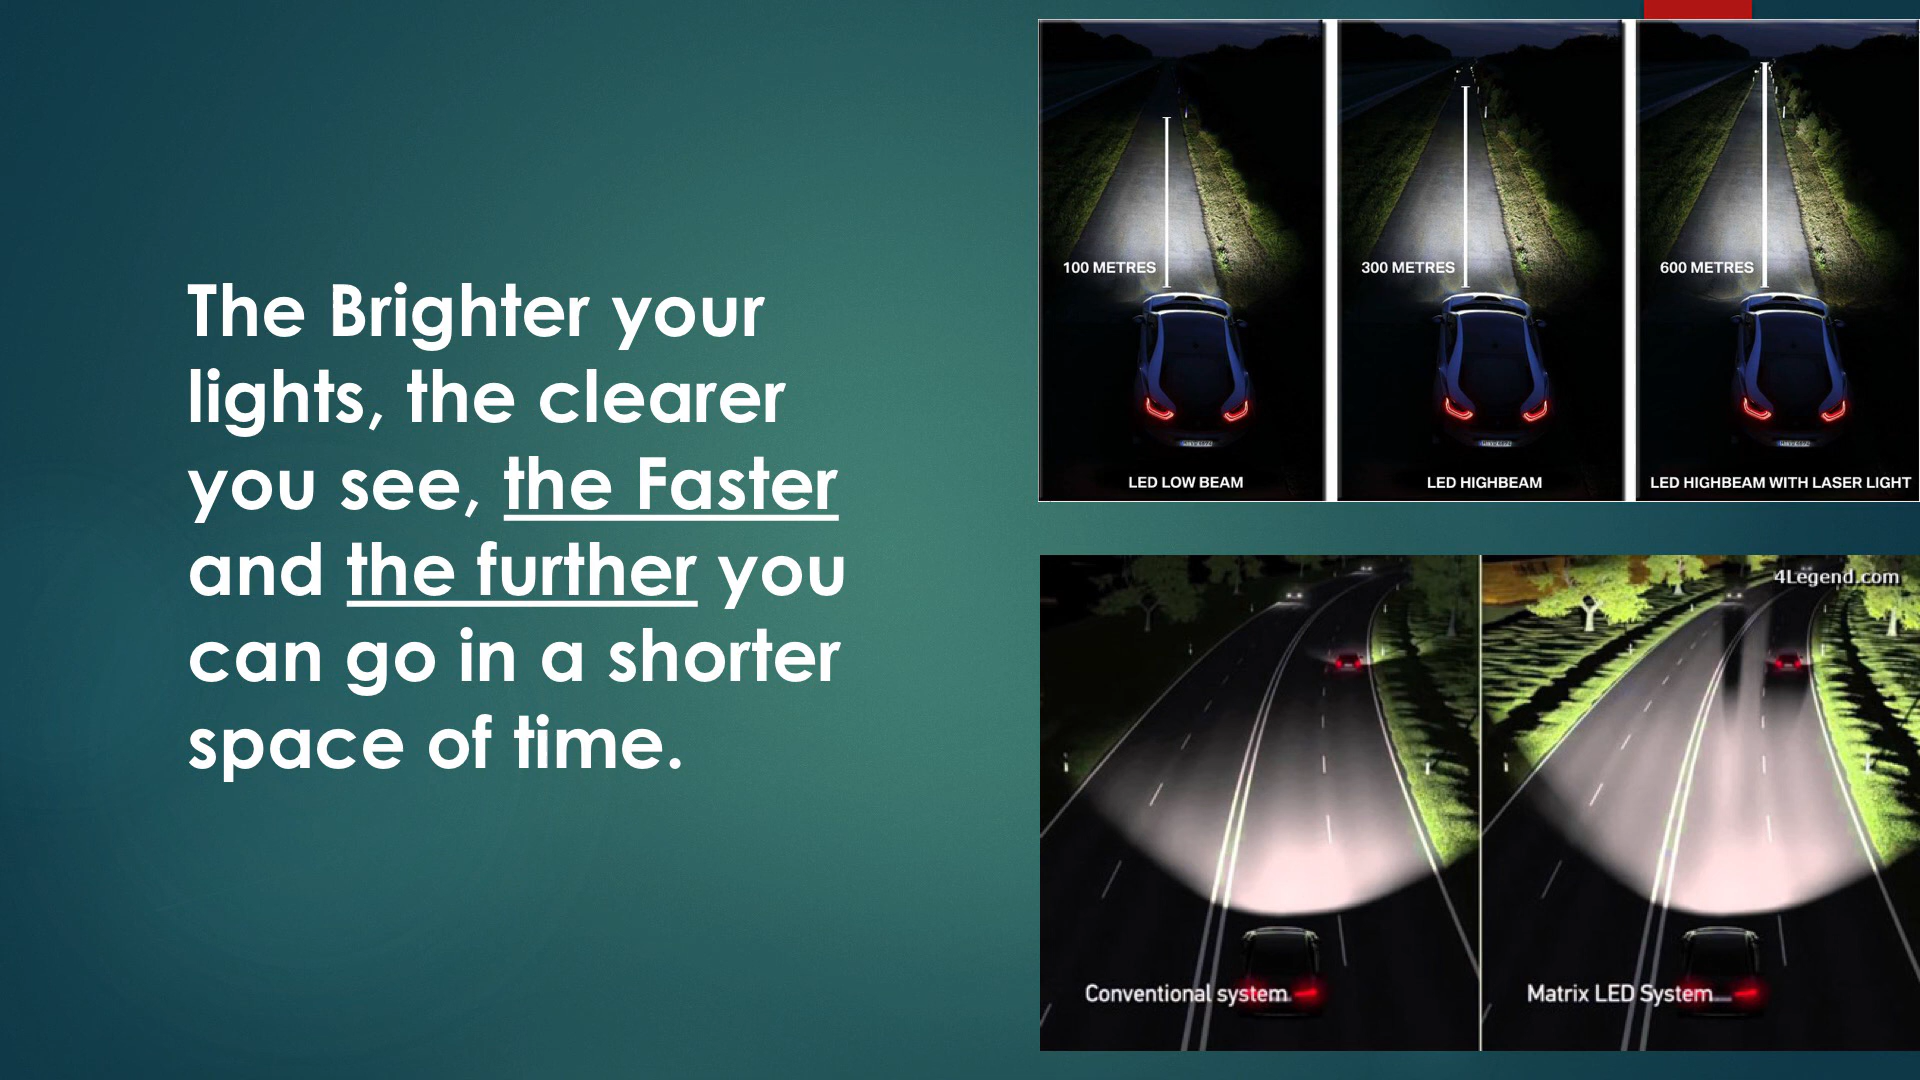 The Brighter your
lights, the clearer
you see, the Faster
and the further you
can go in a shorter
space of time.
100 METRES
LED LOW BEAM
300 METRES
LED HIGHBEAM
600 METRES
LED HIGHBEAM WITH LASER LIGHT
4Legend.com
Conventional system
Matrix LED System